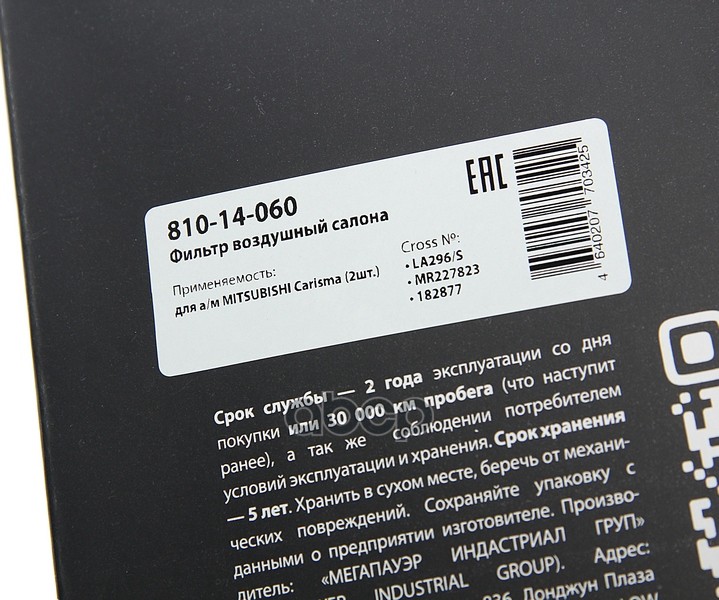 810-14-060
Фильтр воздушный салона
Применяемость:
для а/м MITSUBISHI Carisma (2шт.)
Cross №:
• LA296/S
• MR227823
• 182877
EAC
4 640207 703425
Срок службы — 2 года эксплуатации со дня
покупки или 30 000 км пробега (что наступит
ранее), а так же соблюдении потребителем
условий эксплуатации и хранения. Срок хранения
— 5 лет. Хранить в сухом месте, беречь от механи-
ческих повреждений. Сохраняйте упаковку с
данными о предприятии изготовителе. Произво-
дитель: «МЕГАПАУЭР ИНДАСТРИАЛ ГРУП»
INDUSTRIAL GROUP). Адрес:
Лонджун Плаза